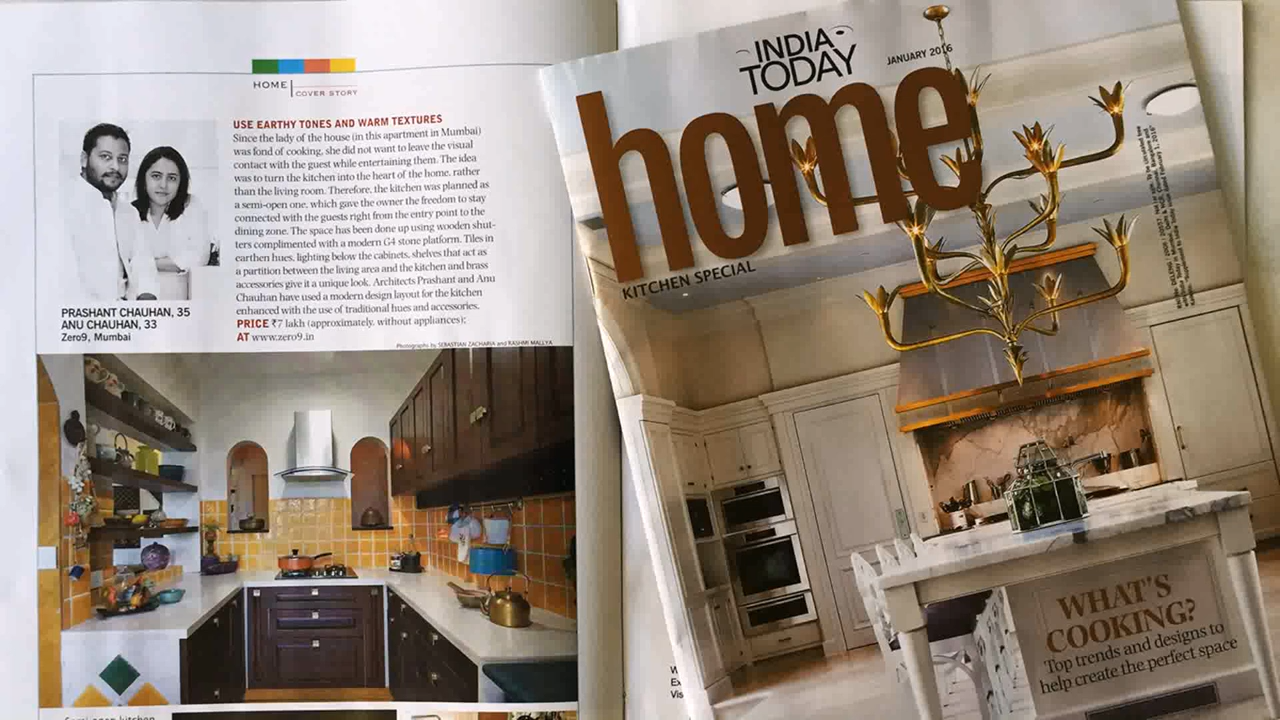 HOME
COVER STORY
USE EARTHY TONES AND WARM TEXTURES
Since the lady of the house (in this apartment in Mumbai)
was fond of cooking, she did not want to leave the visual
contact with the guest while entertaining them. The idea
was to turn the kitchen into the heart of the home, rather
than the living room. Therefore, the kitchen was planned as
a semi-open one, which gave the owner the freedom to stay
connected with the guests right from the entry point to the
dining zone. The space has been done up using wooden shut-
ters complimented with a modern G4 stone platform. Tiles in
earthen hues, lighting below the cabinets, shelves that act as
a partition between the living area and the kitchen and brass
accessories give it a unique look. Architects Prashant and Anu
Chauhan have used a modern design layout for the kitchen
enhanced with the use of traditional hues and accessories.
PRICE ₹7 lakh (approximately, without appliances);
AT www.zero9.in
PRASHANT CHAUHAN, 35
ANU CHAUHAN, 33
Zero9, Mumbai
Photographs by SEBASTIAN ZACHARIA and RASHMI MALLYA
Semi-open kitchen
INDIA
TODAY
JANUARY 2016
home
KITCHEN SPECIAL
WHAT'S
COOKING?
Top trends and designs to
help create the perfect space